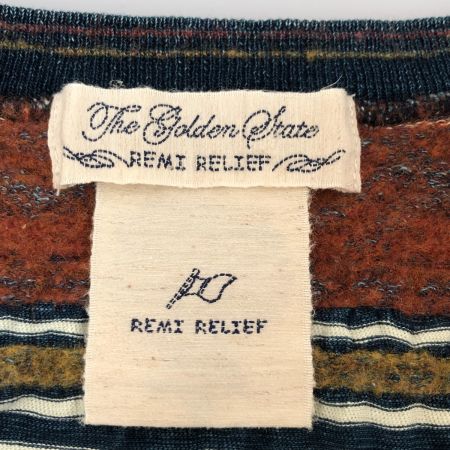 The Golden State
REMI RELIEF
REMI RELIEF